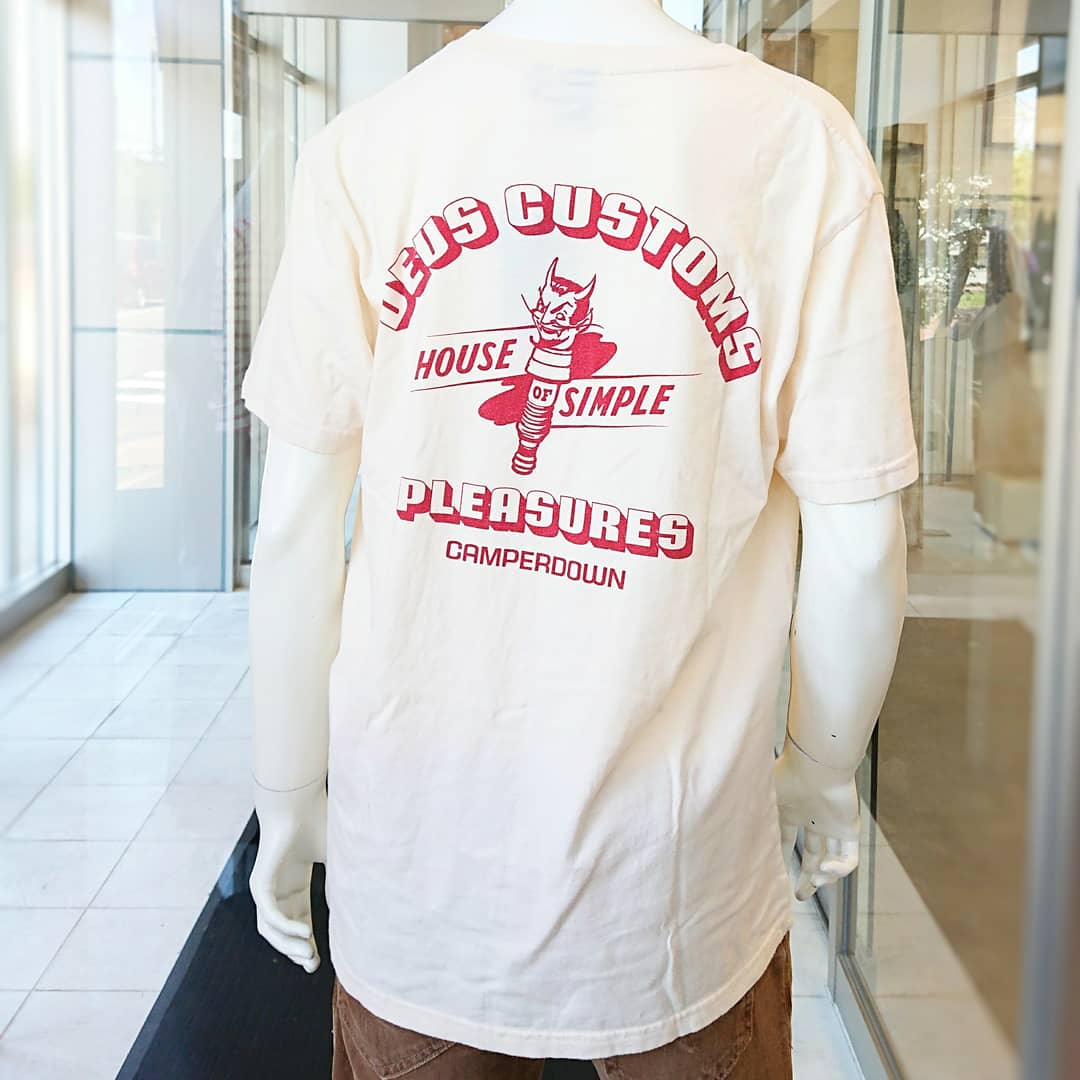 DEUS CUSTOMS
HOUSE OF SIMPLE
PLEASURES
CAMPERDOWN